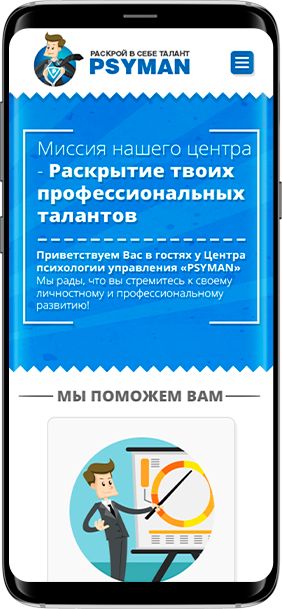 РАСКРОЙ В СЕБЕ ТАЛАНТ
PSYMAN
Миссия нашего центра
- Раскрытие твоих
профессиональных
талантов
Приветствуем Вас в гостях у Центра
психологии управления «PSYMAN»
Мы рады, что вы стремитесь к своему
личностному и профессиональному
развитию!
МЫ ПОМОЖЕМ ВАМ